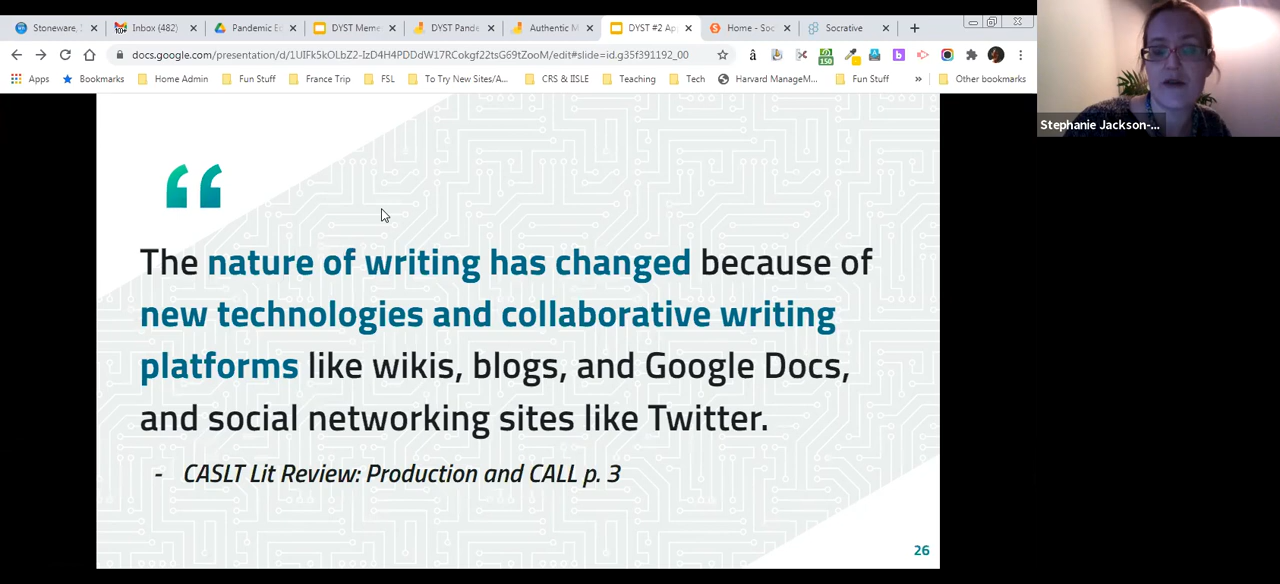 Stoneware,
Inbox (482)
Pandemic E
DYST Meme
DYST Pand
Authentic M
DYST #2 Ap
Home - Soc
Socrative
docs.google.com/presentation/d/1UIFk5kOLbZ2-IzD4H4PDDdW17RCokgf22tsG69tZooM/edit#slide=id.g35f391192_00
150
Apps
Bookmarks
Home Admin
Fun Stuff
France Trip
FSL
To Try New Sites/A...
CRS & ISLE
Teaching
Tech
Harvard ManageM...
Fun Stuff
»
Other bookmarks
Stephanie Jackson-...
“
The nature of writing has changed because of
new technologies and collaborative writing
platforms like wikis, blogs, and Google Docs,
and social networking sites like Twitter.
- CASLT Lit Review: Production and CALL p. 3
26